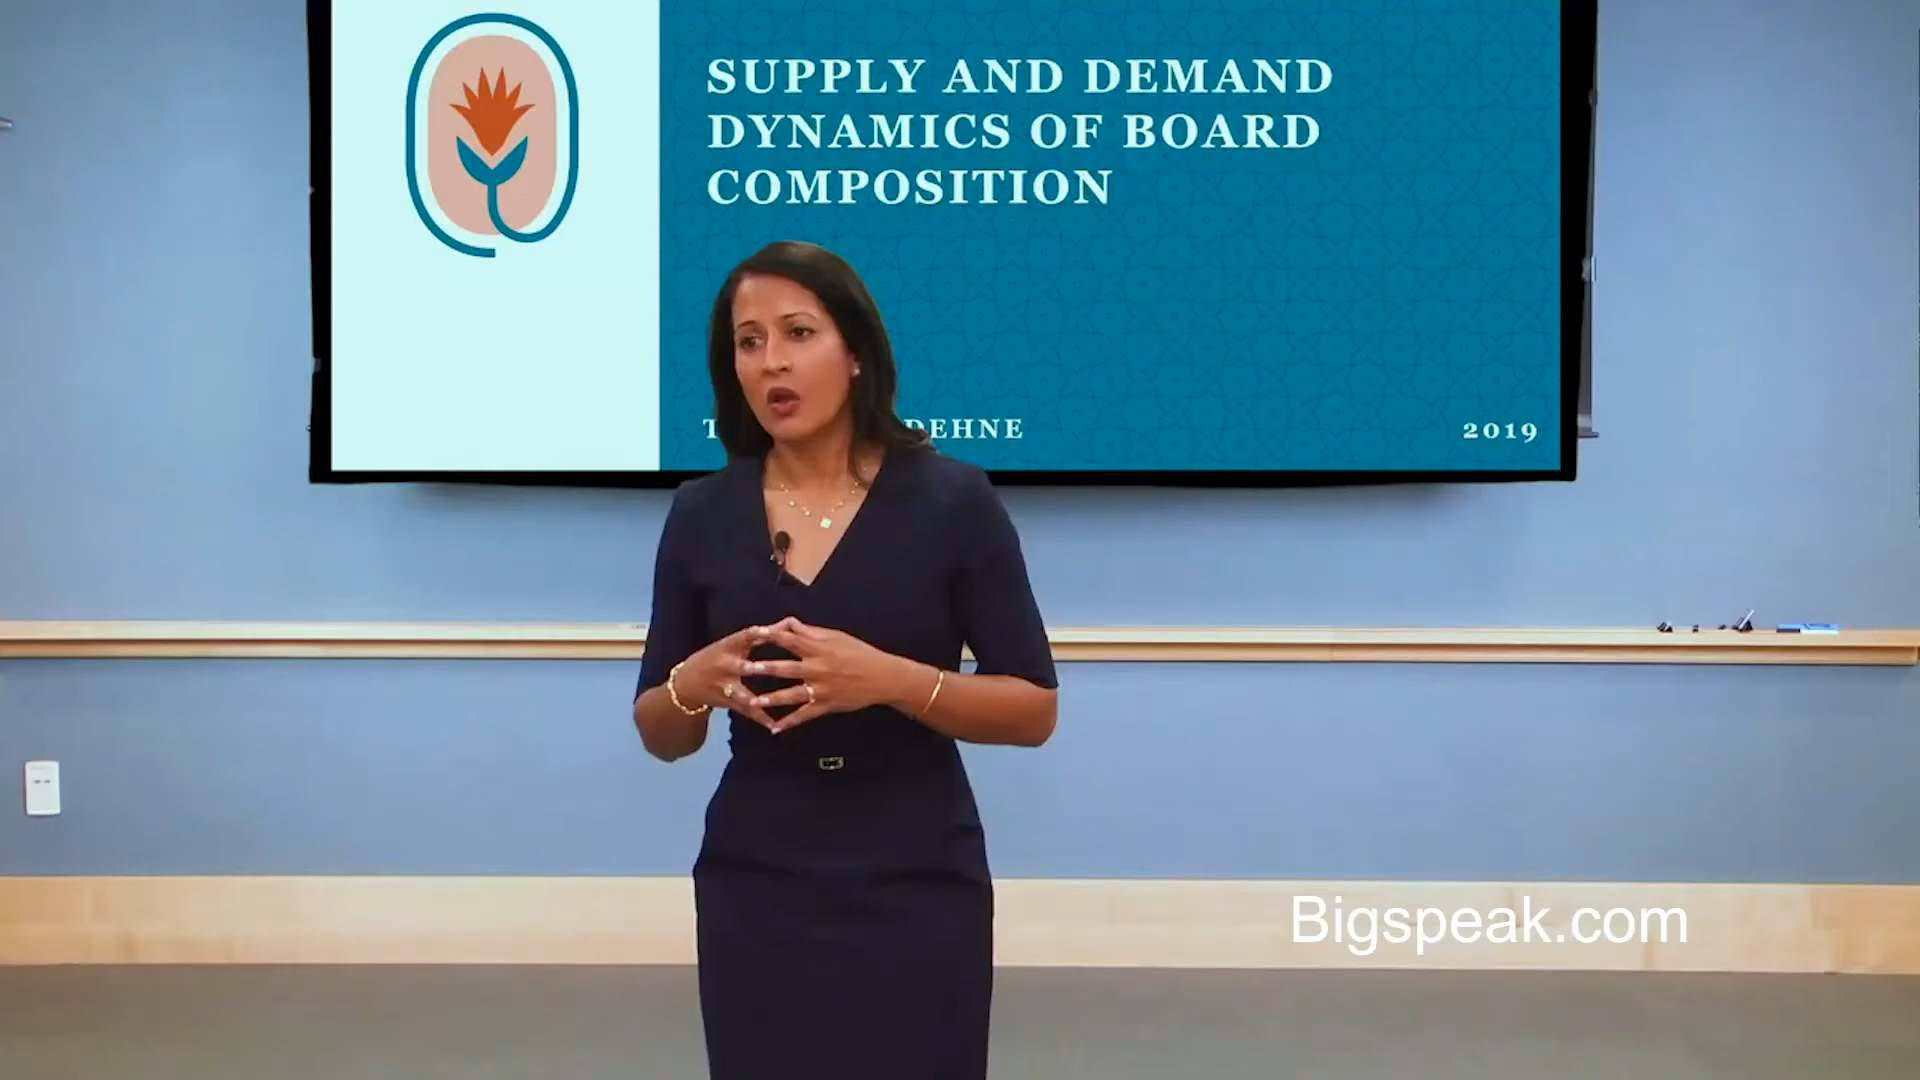 SUPPLY AND DEMAND
DYNAMICS OF BOARD
COMPOSITION
DEHNE
2019
Bigspeak.com